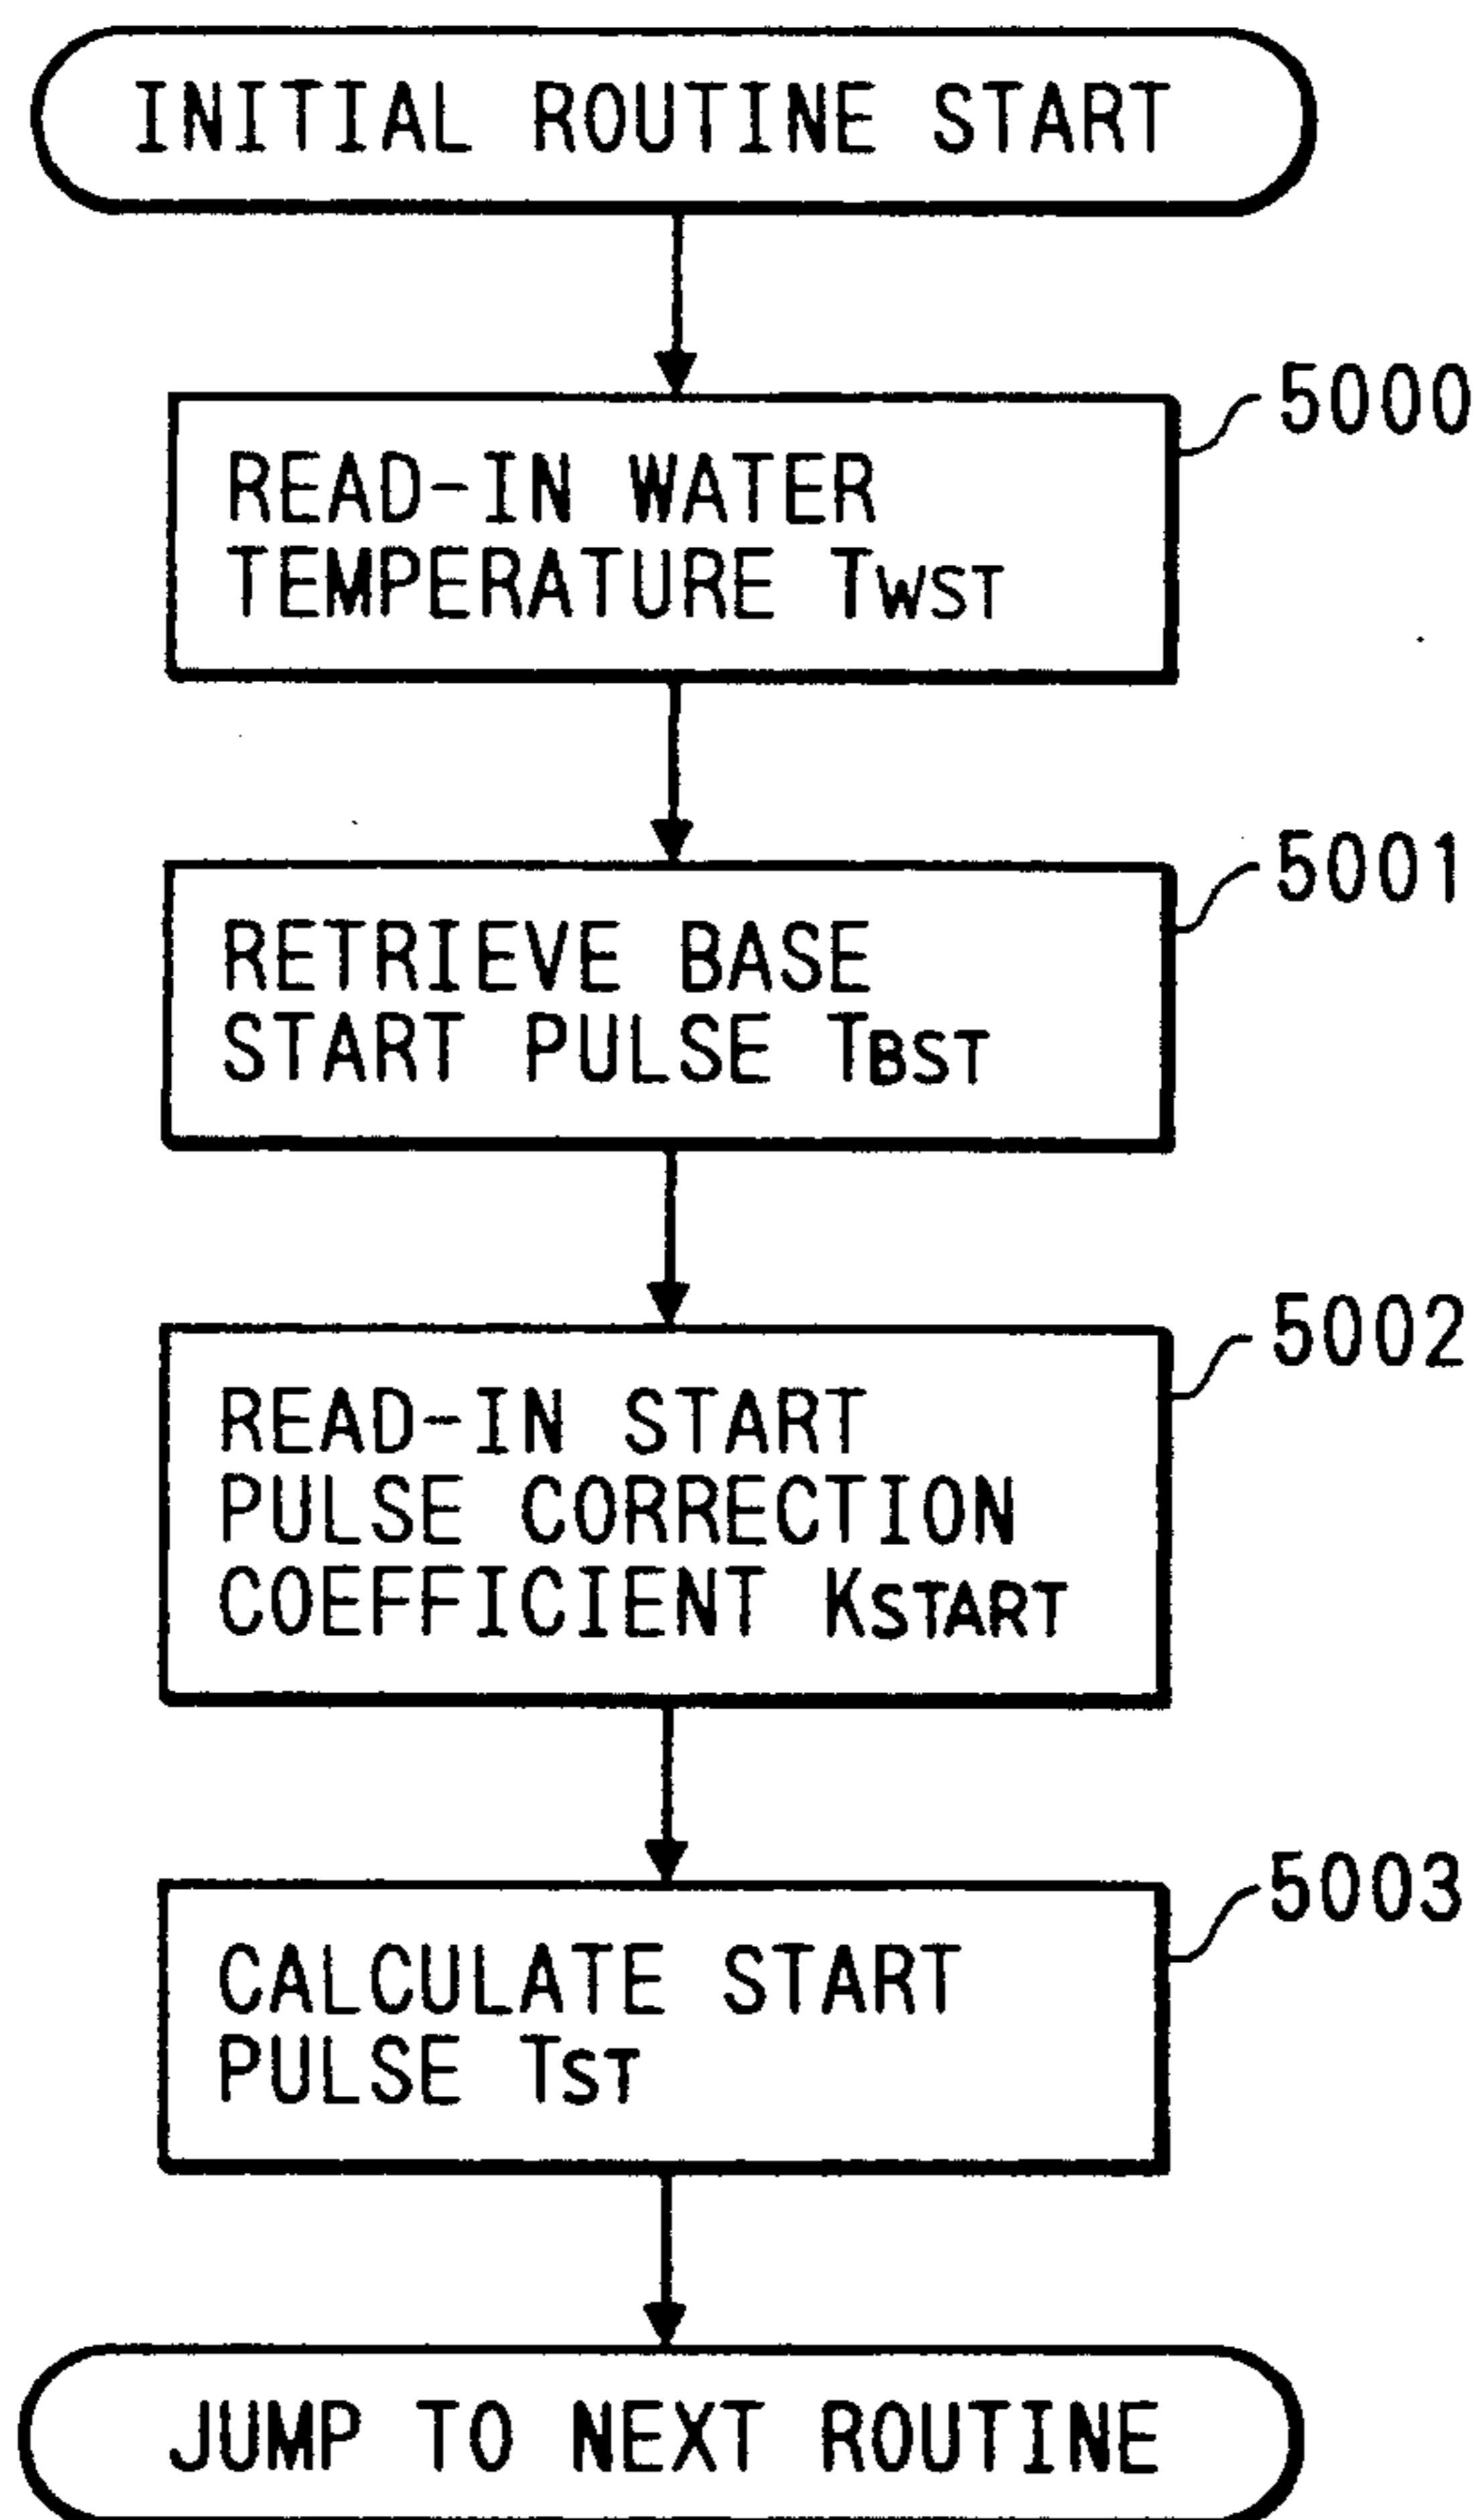 INITIAL ROUTINE START
5000
READ-IN WATER
TEMPERATURE TWST
5001
RETRIEVE BASE
START PULSE TBST
5002
READ-IN START
PULSE CORRECTION
COEFFICIENT KSTART
5003
CALCULATE START
PULSE TST
JUMP TO NEXT ROUTINE